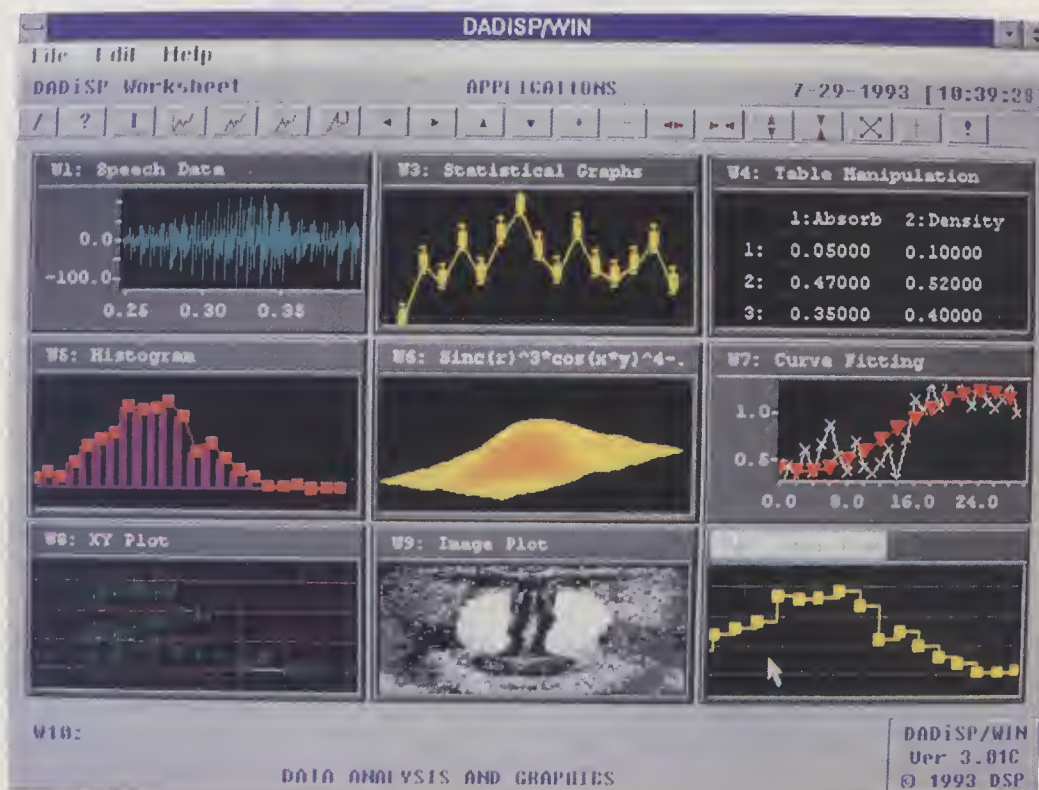 DADISP/WIN
File Edit Help
DADiSP Worksheet APPLICATIONS 7-29-1993 [10:39:28
W1: Speech Data
0.0
-100.0
0.25 0.30 0.35
W3: Statistical Graphs
W4: Table Manipulation
1:Absorb 2:Density
1: 0.05000 0.10000
2: 0.47000 0.52000
3: 0.35000 0.40000
W5: Histogram
W6: Sinc(r)^3*cos(x*y)^4-.
W7: Curve Fitting
1.0
0.5
0.0 8.0 16.0 24.0
W8: XY Plot
W9: Image Plot
W10:
DATA ANALYSIS AND GRAPHICS
DADiSP/WIN
Ver 3.01C
© 1993 DSP